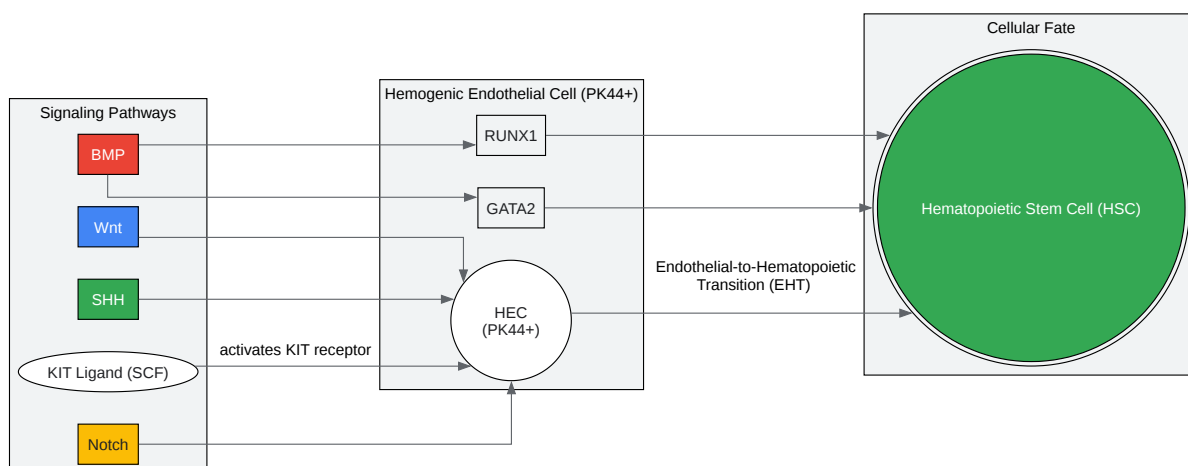 Cellular Fate
Hemogenic Endothelial Cell (PK44+)
Signaling Pathways
BMP
Wnt
SHH
activates KIT receptor
KIT Ligand (SCF)
Notch
RUNX1
GATA2
HEC
(PK44+)
Endothelial-to-Hematopoietic
Transition (EHT)
Hematopoietic Stem Cell (HSC)